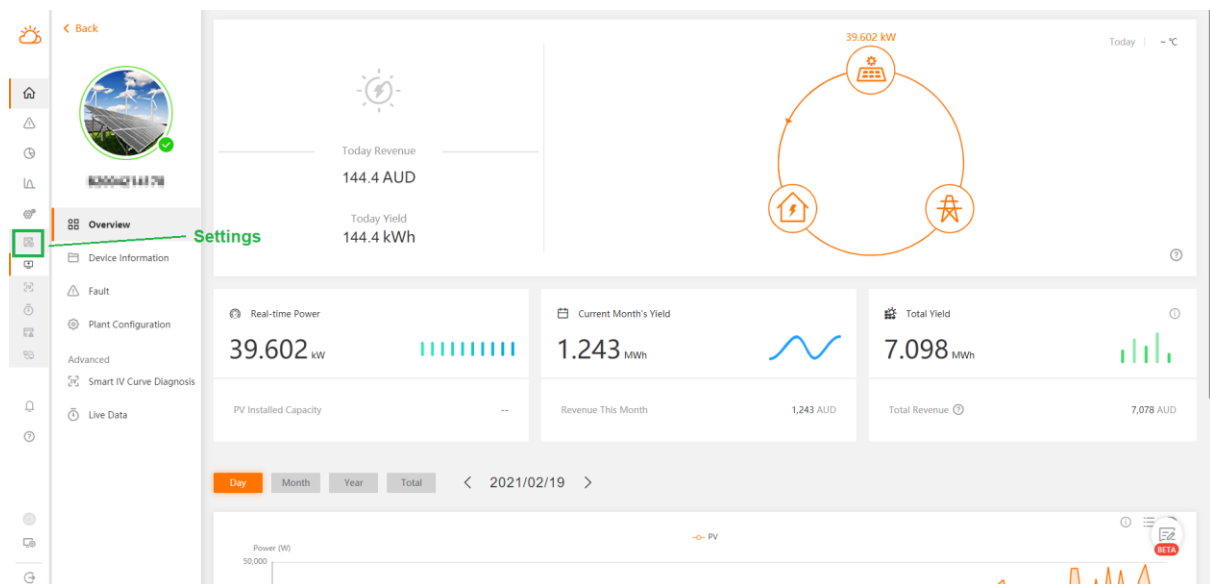 Back
Overview
Device Information
Fault
Plant Configuration
Advanced
Smart IV Curve Diagnosis
Live Data
Settings
Today Revenue
144.4 AUD
Today Yield
144.4 kWh
39.602 kW
Today ~ ℃
Real-time Power
39.602 kW
PV Installed Capacity --
Current Month's Yield
1.243 MWh
Revenue This Month 1,243 AUD
Total Yield
7.098 MWh
Total Revenue 7,078 AUD
Day Month Year Total 2021/02/19
PV
Power (W)
50,000
BETA